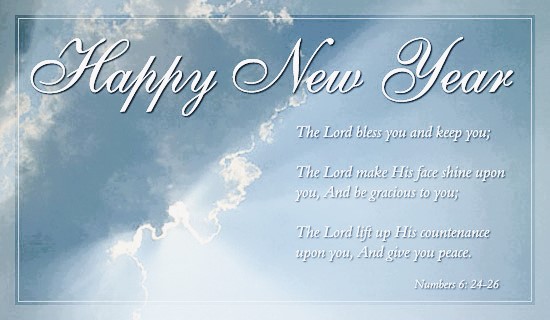 Happy New Year
The Lord bless you and keep you;
The Lord make His face shine upon
you, And be gracious to you;
The Lord lift up His countenance
upon you, And give you peace.
Numbers 6: 24-26